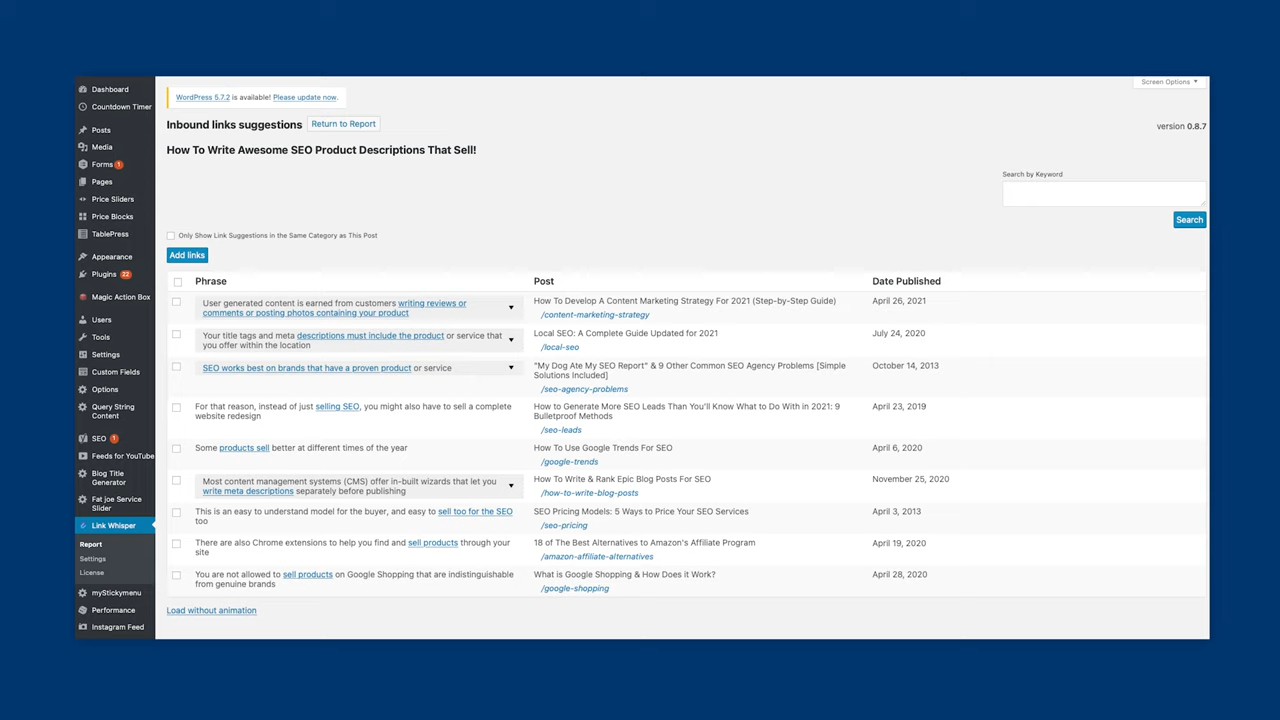 Screen Options
WordPress 5.7.2 is available! Please update now.
Inbound links suggestions
Return to Report
version 0.8.7
How To Write Awesome SEO Product Descriptions That Sell!
Search by Keyword
Search
Only Show Link Suggestions in the Same Category as This Post
Add links
Phrase Post Date Published
User generated content is earned from customers writing reviews or
comments or posting photos containing your product
How To Develop A Content Marketing Strategy For 2021 (Step-by-Step Guide)
/content-marketing-strategy
April 26, 2021
Your title tags and meta descriptions must include the product or service that
you offer within the location
Local SEO: A Complete Guide Updated for 2021
/local-seo
July 24, 2020
SEO works best on brands that have a proven product or service
"My Dog Ate My SEO Report" & 9 Other Common SEO Agency Problems [Simple
Solutions Included]
/seo-agency-problems
October 14, 2013
For that reason, instead of just selling SEO, you might also have to sell a complete
website redesign
How to Generate More SEO Leads Than You'll Know What to Do With in 2021: 9
Bulletproof Methods
/seo-leads
April 23, 2019
Some products sell better at different times of the year
How To Use Google Trends For SEO
/google-trends
April 6, 2020
Most content management systems (CMS) offer in-built wizards that let you
write meta descriptions separately before publishing
How To Write & Rank Epic Blog Posts For SEO
/how-to-write-blog-posts
November 25, 2020
This is an easy to understand model for the buyer, and easy to sell too for the SEO
too
SEO Pricing Models: 5 Ways to Price Your SEO Services
/seo-pricing
April 3, 2013
There are also Chrome extensions to help you find and sell products through your
site
18 of The Best Alternatives to Amazon's Affiliate Program
/amazon-affiliate-alternatives
April 19, 2020
You are not allowed to sell products on Google Shopping that are indistinguishable
from genuine brands
What is Google Shopping & How Does it Work?
/google-shopping
April 28, 2020
Load without animation
Dashboard
Countdown Timer
Posts
Media
Forms 1
Pages
Price Sliders
Price Blocks
TablePress
Appearance
Plugins 22
Magic Action Box
Users
Tools
Settings
Custom Fields
Options
Query String
Content
SEO 1
Feeds for YouTube
Blog Title
Generator
Fat joe Service
Slider
Link Whisper
Report
Settings
License
myStickymenu
Performance
Instagram Feed